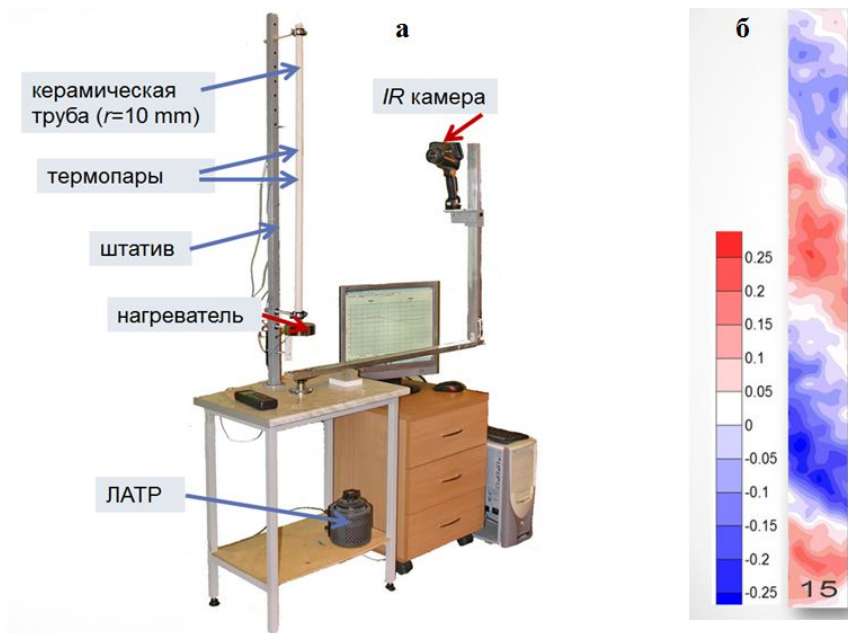 а
б
керамическая
труба (r=10 mm)
IR камера
термопары
штатив
нагреватель
ЛАТР
0.25
0.2
0.15
0.1
0.05
0
-0.05
-0.1
-0.15
-0.2
-0.25
15